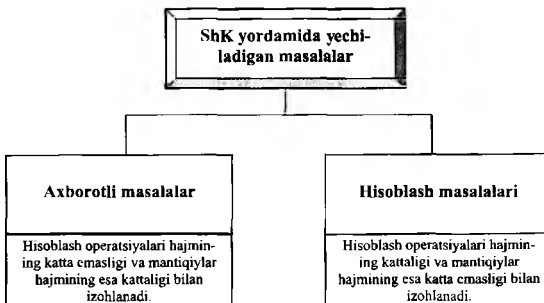 ShK yordamida yechi-
ladigan masalalar
Axborotli masalalar
Hisoblash operatsiyalari hajmin-
ing katta emasligi va mantiqiylar
hajmining esa kattaligi bilan
izohlanadi.
Hisoblash masalalari
Hisoblash operatsiyalari hajmin-
ing kattaligi va mantiqiylar
hajmining esa katta emasligi bilan
izohlanadi.